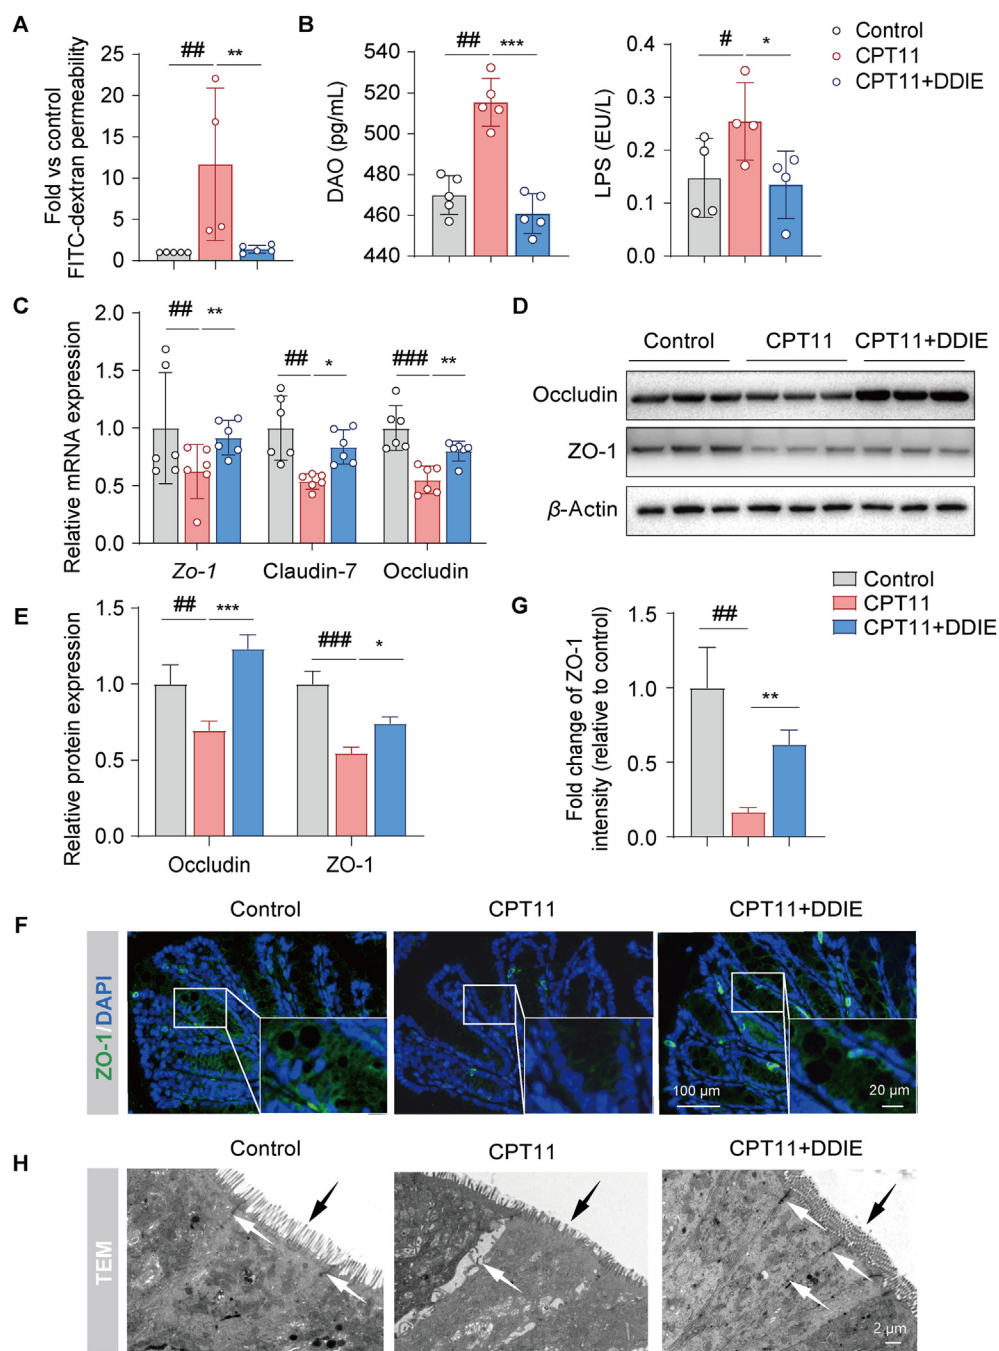 A
Fold vs control
FITC-dextran permeability
25
20
15
10
5
0
##
**
B
DAO (pg/mL)
540
520
500
480
460
440
##
***
LPS (EU/L)
0.4
0.3
0.2
0.1
0.0
#
*
Control
CPT11
CPT11+DDIE
C
Relative mRNA expression
2.0
1.5
1.0
0.5
0.0
##
**
##
*
###
**
Zo-1
Claudin-7
Occludin
D
Control
CPT11
CPT11+DDIE
Occludin
ZO-1
β-Actin
E
Relative protein expression
1.5
1.0
0.5
0.0
##
***
###
*
Occludin
ZO-1
Control
CPT11
CPT11+DDIE
G
Fold change of ZO-1
intensity (relative to control)
1.5
1.0
0.5
0.0
##
**
F
Control
CPT11
CPT11+DDIE
ZO-1/DAPI
100 µm
20 µm
H
Control
CPT11
CPT11+DDIE
TEM
2 µm